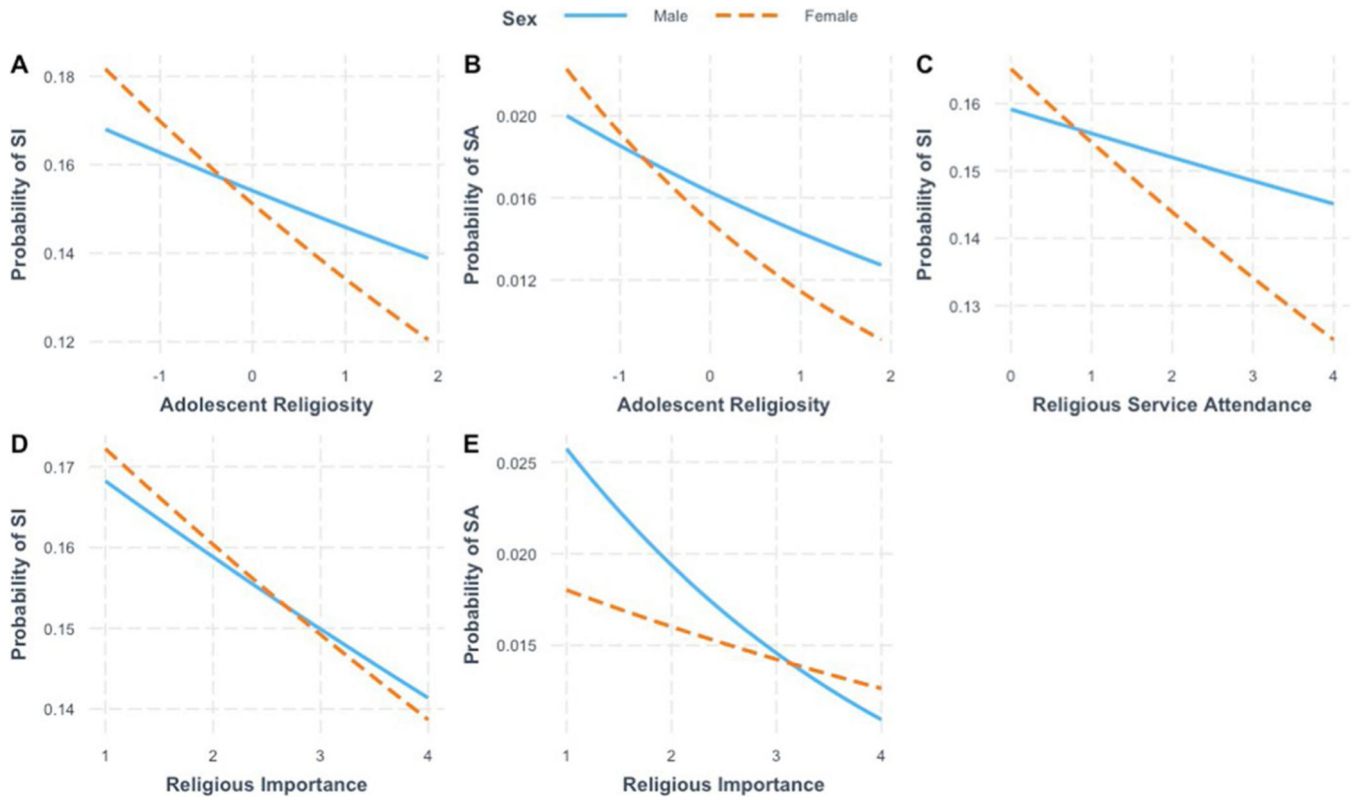 Sex Male Female
A
0.18
0.16
0.14
0.12
Probability of SI
-1 0 1 2
Adolescent Religiosity
B
0.020
0.016
0.012
Probability of SA
-1 0 1 2
Adolescent Religiosity
C
0.16
0.15
0.14
0.13
Probability of SI
0 1 2 3 4
Religious Service Attendance
D
0.17
0.16
0.15
0.14
Probability of SI
1 2 3 4
Religious Importance
E
0.025
0.020
0.015
Probability of SA
1 2 3 4
Religious Importance